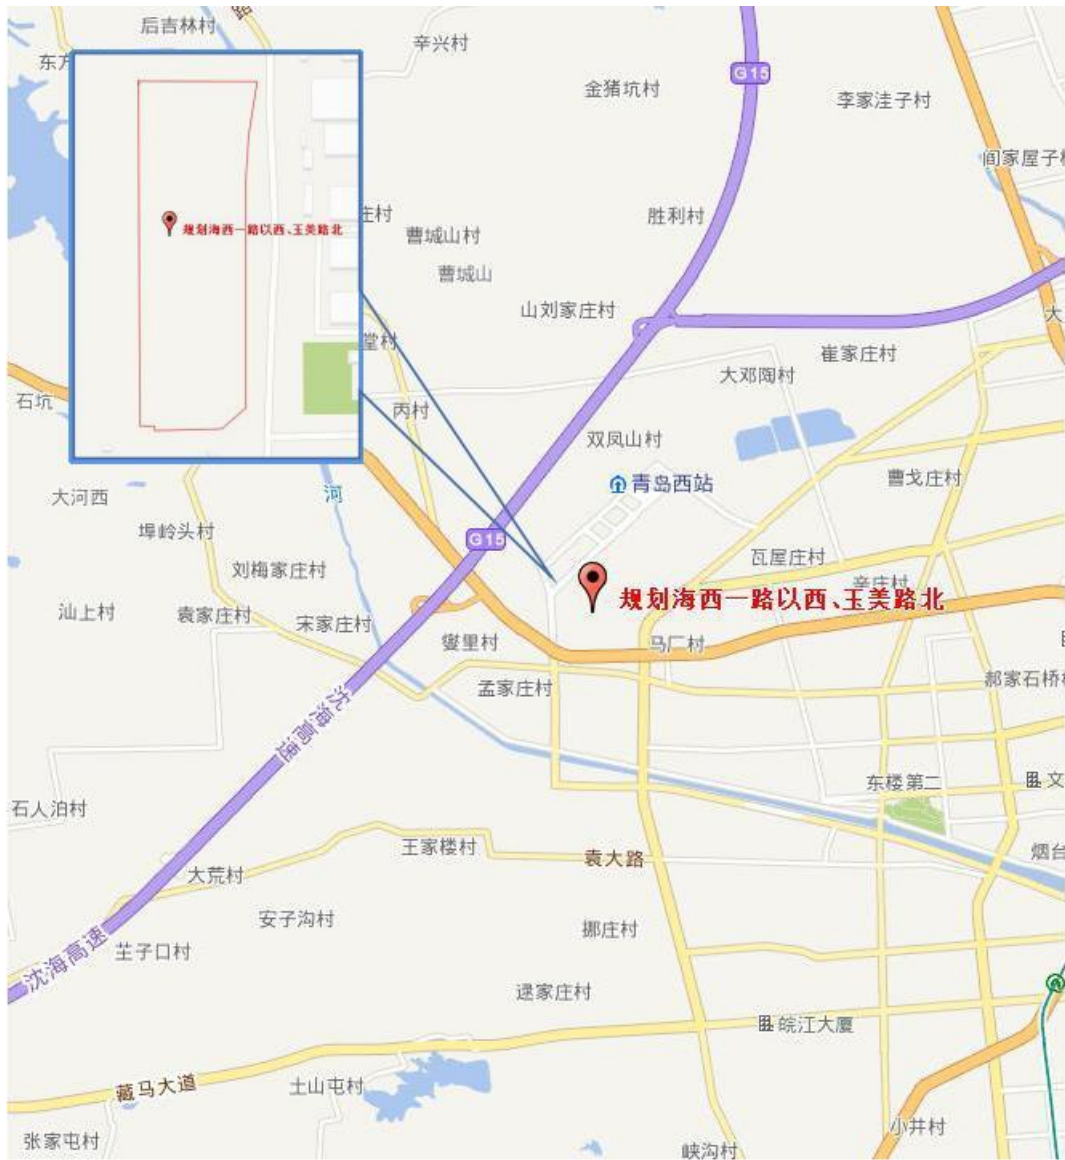 路
后吉林村
辛兴村
东方
G15
金猪坑村
李家洼子村
阎家屋子村
庄村
胜利村
规划海西一路以西、玉美路北
曹城山村
曹城山
山刘家庄村
大
堂村
崔家庄村
大邓陶村
石坑
丙村
双凤山村
曹戈庄村
青岛西站
大河西
河
埠岭头村
G15
瓦屋庄村
刘梅家庄村
辛庄村
规划海西一路以西、玉美路北
汕上村
袁家庄村
宋家庄村
燮里村
马厂村
孟家庄村
郝家石桥村
沈海高速
东楼第二
文
石人泊村
王家楼村
袁大路
烟台
大荒村
安子沟村
挪庄村
沈海高速
苼子口村
逯家庄村
皖江大厦
藏马大道
土山屯村
小井村
张家屯村
峡沟村